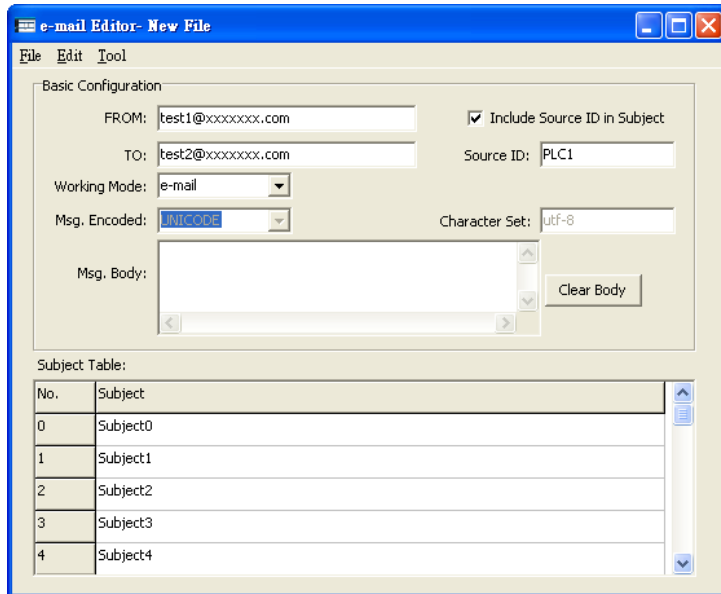 e-mail Editor- New File
File Edit Tool
Basic Configuration
FROM: test1@xxxxxxx.com Include Source ID in Subject
TO: test2@xxxxxxx.com Source ID: PLC1
Working Mode: e-mail
Msg. Encoded: UNICODE Character Set: utf-8
Msg. Body: Clear Body
Subject Table:
No. Subject
0 Subject0
1 Subject1
2 Subject2
3 Subject3
4 Subject4